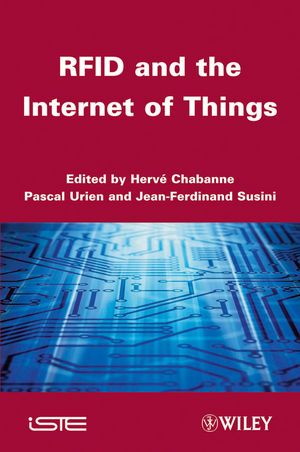 RFID and the
Internet of Things
Edited by Hervé Chabanne
Pascal Urien and Jean-Ferdinand Susini
iSTE
WILEY